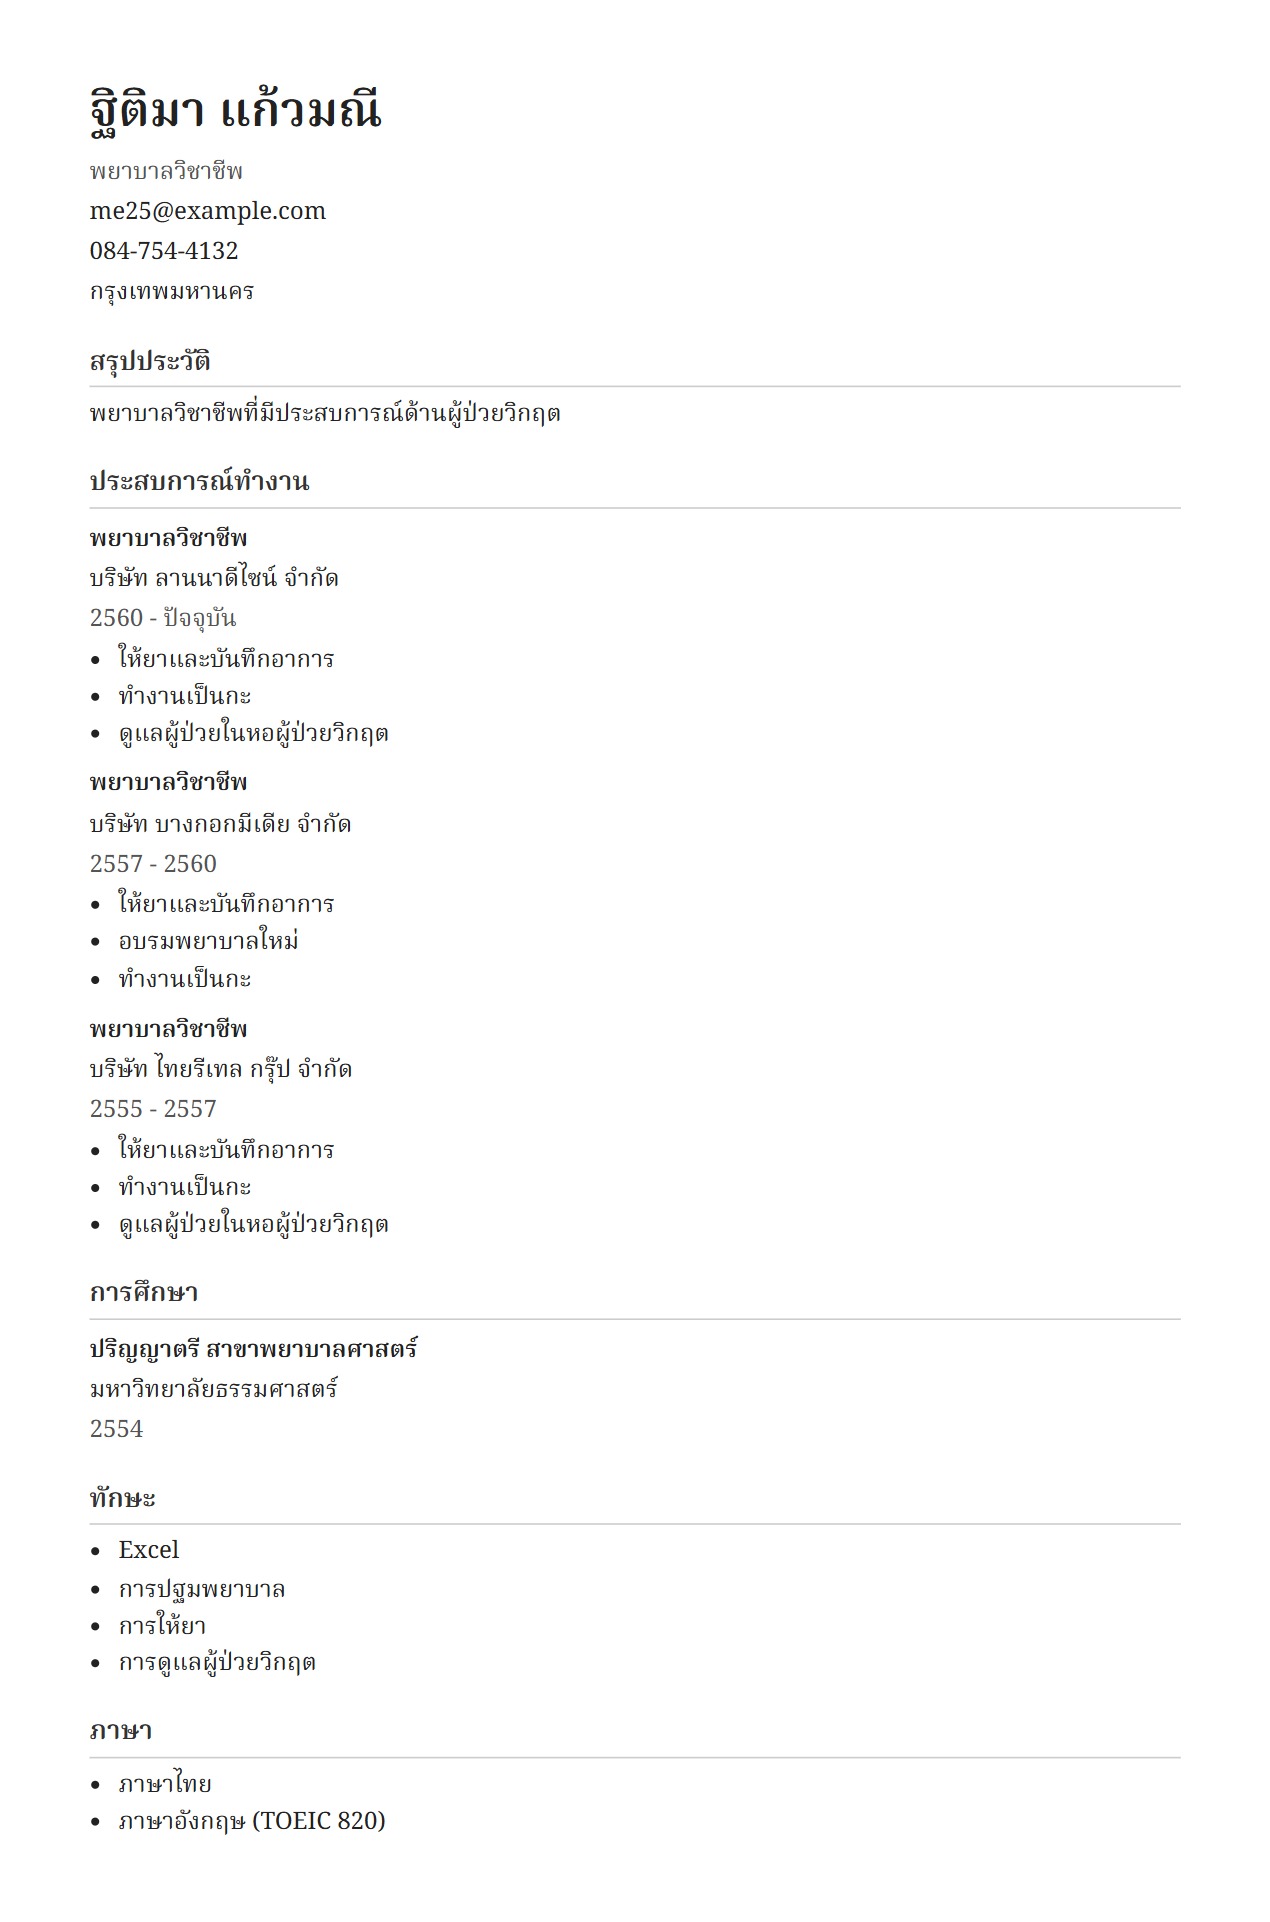 ฐิติมา แก้วมณี
พยาบาลวิชาชีพ
me25@example.com
084-754-4132
กรุงเทพมหานคร
สรุปประวัติ
พยาบาลวิชาชีพที่มีประสบการณ์ด้านผู้ป่วยวิกฤต
ประสบการณ์ทำงาน
พยาบาลวิชาชีพ
บริษัท ลานนาดีไซน์ จำกัด
2560 - ปัจจุบัน
• ให้ยาและบันทึกอาการ
• ทำงานเป็นกะ
• ดูแลผู้ป่วยในหอผู้ป่วยวิกฤต
พยาบาลวิชาชีพ
บริษัท บางกอกมีเดีย จำกัด
2557 - 2560
• ให้ยาและบันทึกอาการ
• อบรมพยาบาลใหม่
• ทำงานเป็นกะ
พยาบาลวิชาชีพ
บริษัท ไทยรีเทล กรุ๊ป จำกัด
2555 - 2557
• ให้ยาและบันทึกอาการ
• ทำงานเป็นกะ
• ดูแลผู้ป่วยในหอผู้ป่วยวิกฤต
การศึกษา
ปริญญาตรี สาขาพยาบาลศาสตร์
มหาวิทยาลัยธรรมศาสตร์
2554
ทักษะ
• Excel
• การปฐมพยาบาล
• การให้ยา
• การดูแลผู้ป่วยวิกฤต
ภาษา
• ภาษาไทย
• ภาษาอังกฤษ (TOEIC 820)